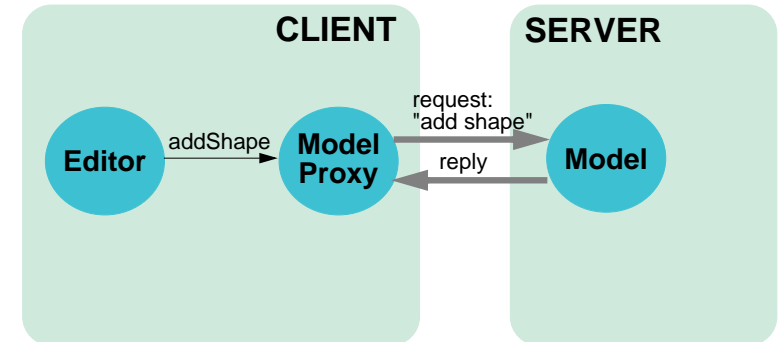 CLIENT
SERVER
request:
"add shape"
addShape
Editor
Model
Proxy
reply
Model